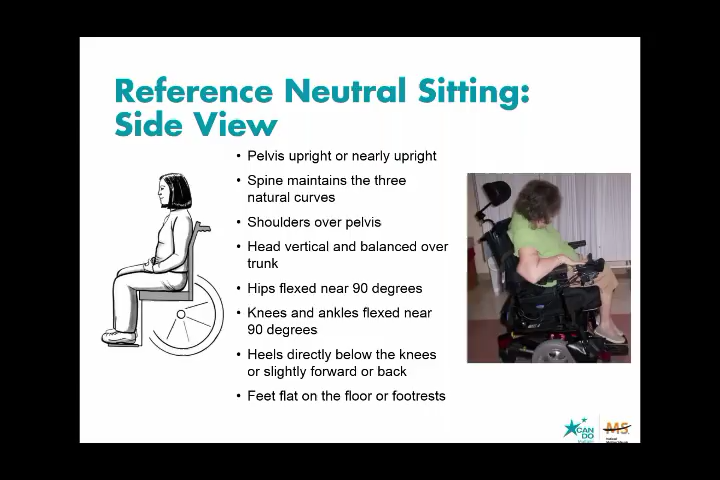 Reference Neutral Sitting:
Side View
• Pelvis upright or nearly upright
• Spine maintains the three
natural curves
• Shoulders over pelvis
• Head vertical and balanced over
trunk
• Hips flexed near 90 degrees
• Knees and ankles flexed near
90 degrees
• Heels directly below the knees
or slightly forward or back
• Feet flat on the floor or footrests
CAN
DO
MS